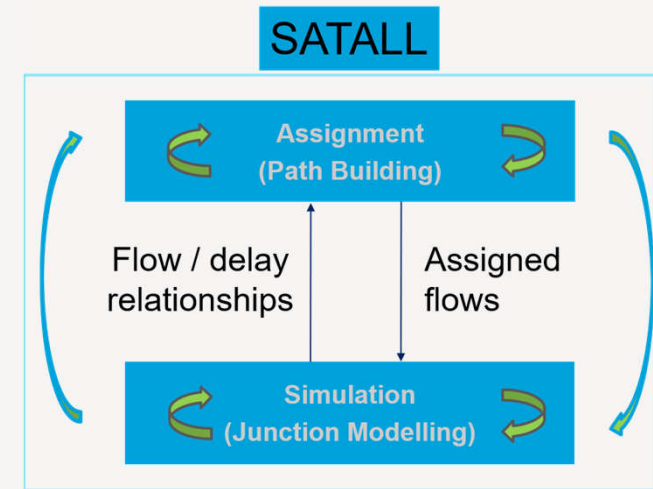 SATALL
Assignment
(Path Building)
Flow / delay
relationships
Assigned
flows
Simulation
(Junction Modelling)